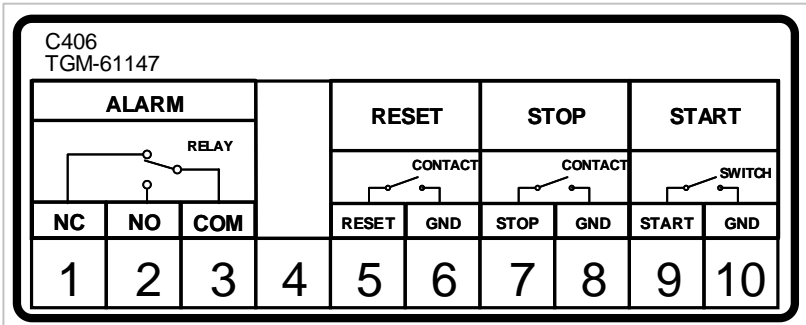 C406
TGM-61147
ALARM RESET STOP START
RELAY CONTACT CONTACT SWITCH
NC NO COM RESET GND STOP GND START GND
1 2 3 4 5 6 7 8 9 10